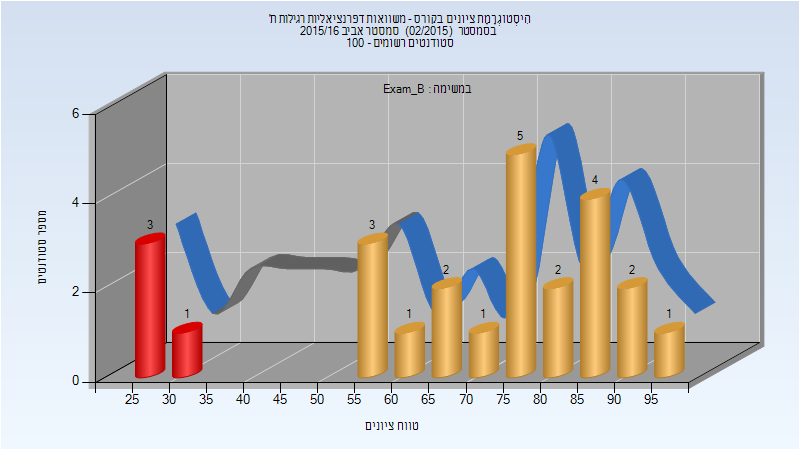 הִיסְטוֹגְרָמַת ציונים בקורס - משוואות דפרנציאליות רגילות ח'
בסמסטר (02/2015) סמסטר אביב 2015/16
סטודנטים רשומים - 100
במשימה : Exam_B
מספר סטודנטים
6
4
2
0
3
1
3
1
2
1
5
2
4
2
1
25 30 35 40 45 50 55 60 65 70 75 80 85 90 95
טווח ציונים